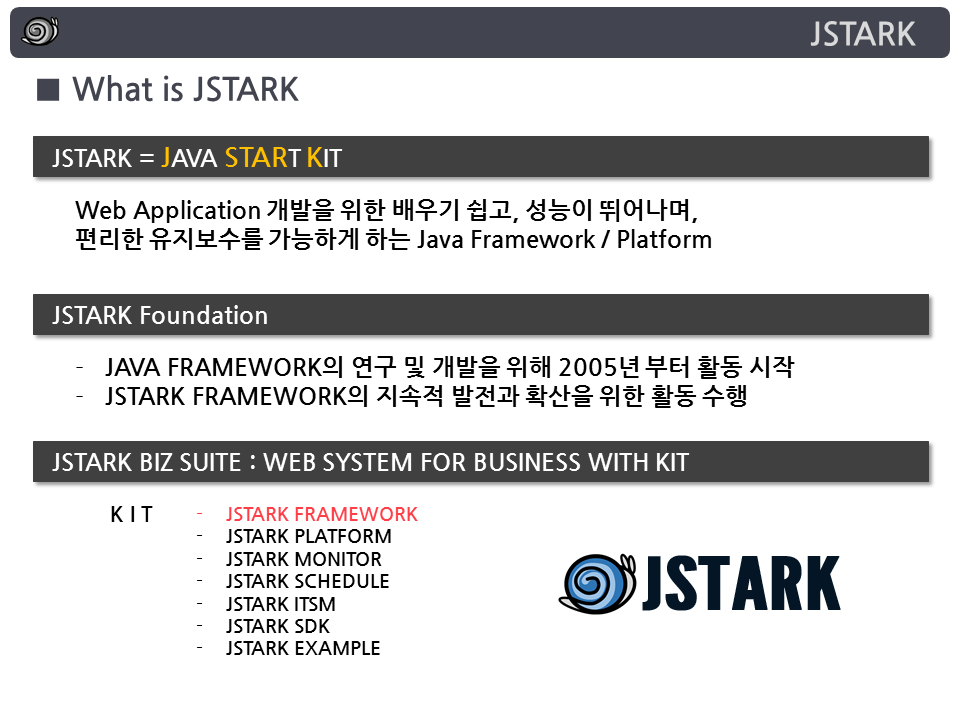 JSTARK
■ What is JSTARK
JSTARK = JAVA START KIT
Web Application 개발을 위한 배우기 쉽고, 성능이 뛰어나며,
편리한 유지보수를 가능하게 하는 Java Framework / Platform
JSTARK Foundation
- JAVA FRAMEWORK의 연구 및 개발을 위해 2005년 부터 활동 시작
- JSTARK FRAMEWORK의 지속적 발전과 확산을 위한 활동 수행
JSTARK BIZ SUITE : WEB SYSTEM FOR BUSINESS WITH KIT
K I T - JSTARK FRAMEWORK
- JSTARK PLATFORM
- JSTARK MONITOR
- JSTARK SCHEDULE
- JSTARK ITSM
- JSTARK SDK
- JSTARK EXAMPLE
JSTARK